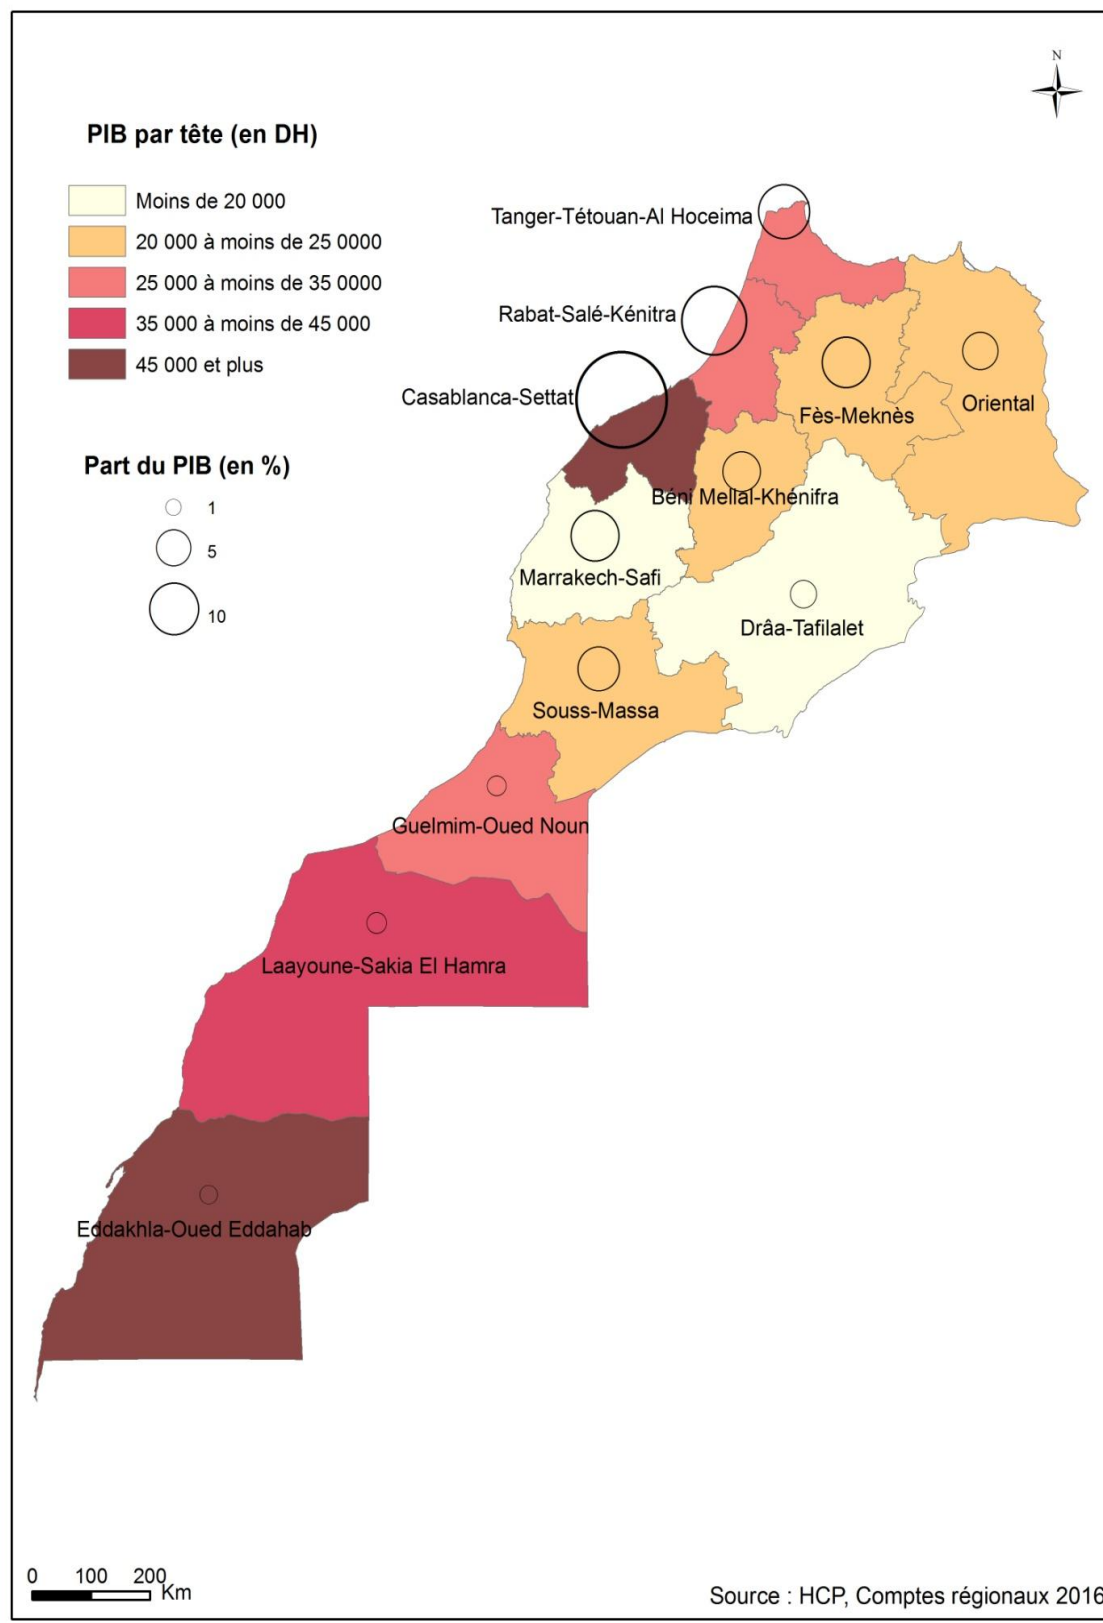 N
PIB par tête (en DH)
Moins de 20 000
20 000 à moins de 25 0000
25 000 à moins de 35 0000
35 000 à moins de 45 000
45 000 et plus
Part du PIB (en %)
1
5
10
Tanger-Tétouan-Al Hoceima
Rabat-Salé-Kénitra
Casablanca-Settat
Fès-Meknès
Oriental
Béni Mellal-Khénifra
Marrakech-Safi
Drâa-Tafilalet
Souss-Massa
Guelmim-Oued Noun
Laayoune-Sakia El Hamra
Eddakhla-Oued Eddahab
0 100 200
Km
Source : HCP, Comptes régionaux 2016